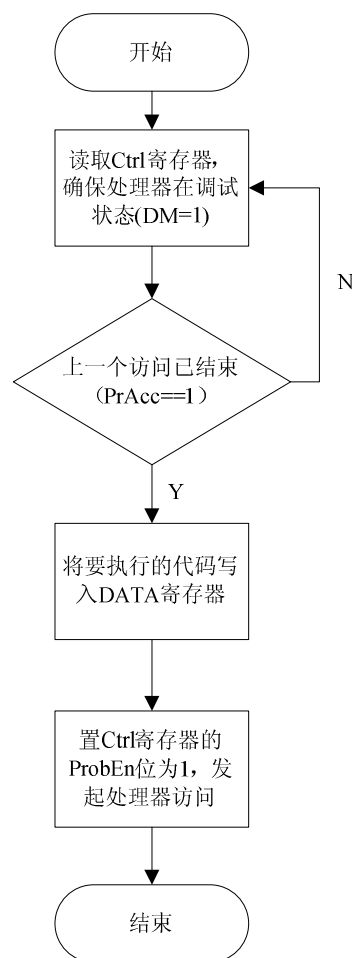 开始
读取Ctrl寄存器，
确保处理器在调试
状态(DM=1)
N
上一个访问已结束
（PrAcc==1）
Y
将要执行的代码写
入DATA寄存器
置Ctrl寄存器的
ProbEn位为1，发
起处理器访问
结束